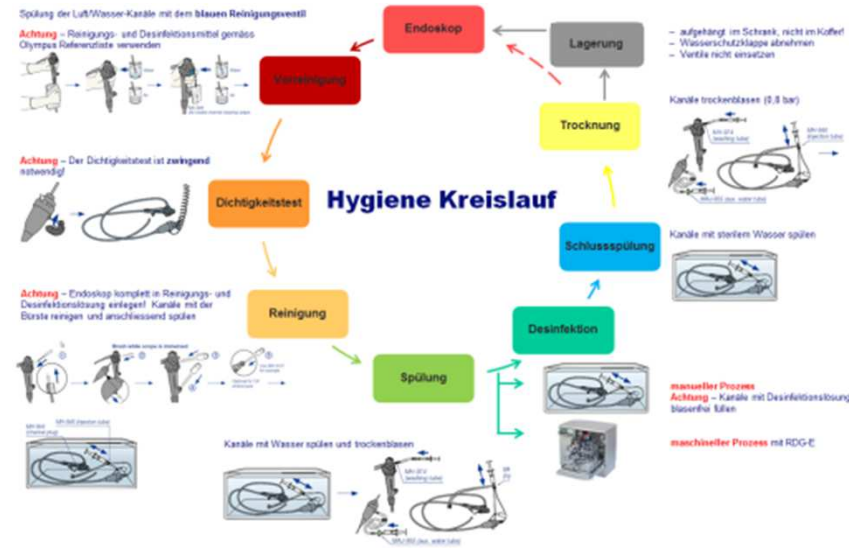 Spülung der Luft/Wasser-Kanäle mit dem blauen Reinigungsventil
Achtung – Reinigungs- und Desinfektionsmittel gemäss
Olympus Referenzliste verwenden
Endoskop
Lagerung
– aufgehängt im Schrank, nicht im Koffer!
– Wasserschutzklappe abnehmen
– Ventile nicht einsetzen
Vorreinigung
Trocknung
Kanäle trockenblasen (0,8 bar)
Achtung – Der Dichtigkeitstest ist zwingend
notwendig!
Dichtigkeitstest
Hygiene Kreislauf
Schlussspülung
Kanäle mit sterilem Wasser spülen
Achtung – Endoskop komplett in Reinigungs- und
Desinfektionslösung einlegen! Kanäle mit der
Bürste reinigen und anschliessend spülen
Reinigung
Desinfektion
Spülung
manueller Prozess
Achtung – Kanäle mit Desinfektionslösung
blasenfrei füllen
maschineller Prozess mit RDG-E
Kanäle mit Wasser spülen und trockenblasen